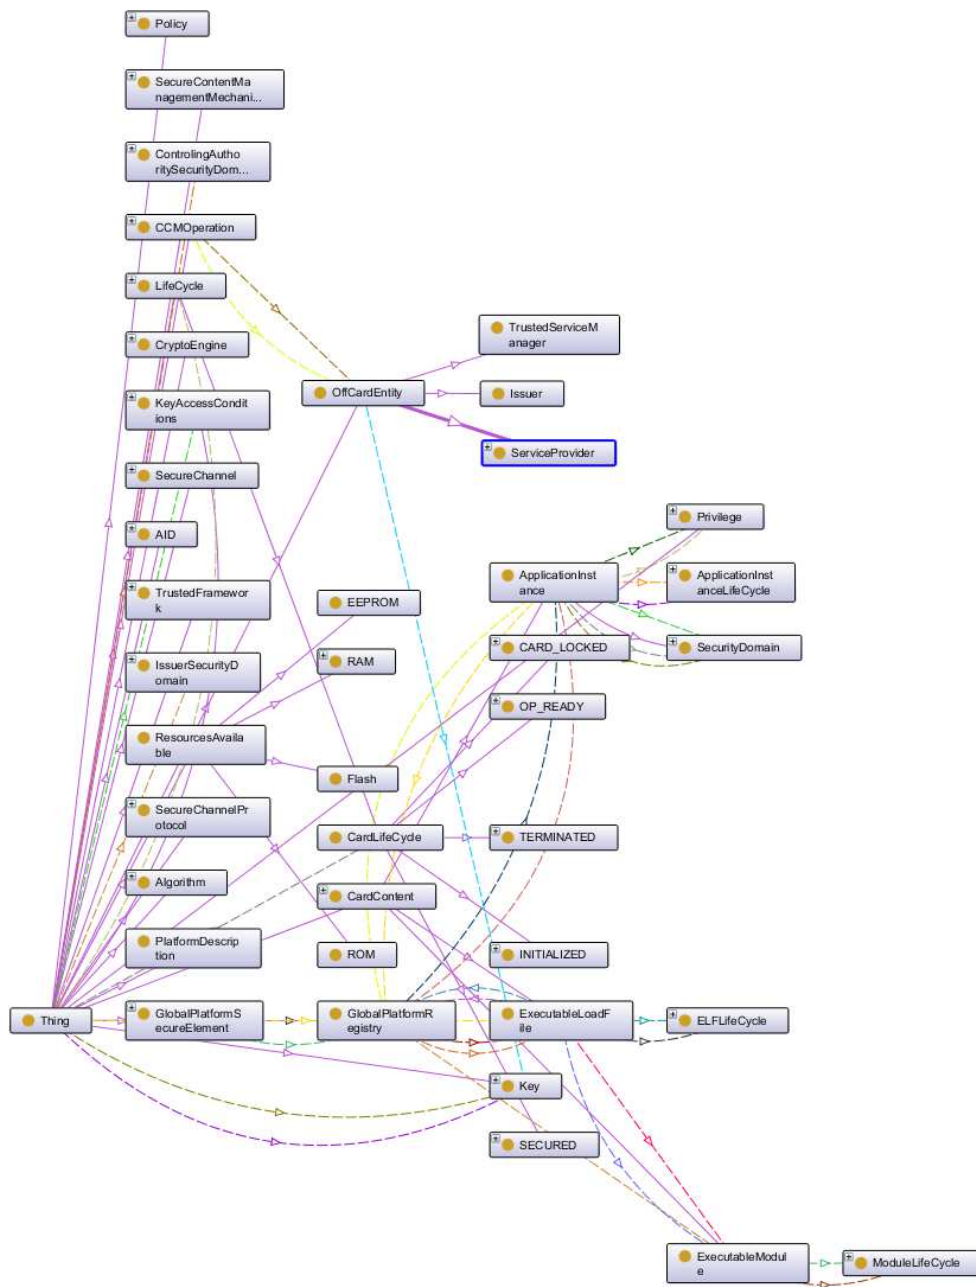 Policy
SecureContentMa
nagementMechani...
ControlingAutho
ritySecurityDom...
CCMOperation
LifeCycle
CryptoEngine
KeyAccessConditi
ions
SecureChannel
AID
TrustedFramewor
k
IssuerSecurityD
omain
ResourcesAvaila
ble
SecureChannelPr
otocol
Algorithm
PlatformDescrip
tion
Thing
GlobalPlatformS
ecureElement
OffCardEntity
EEPROM
RAM
Flash
CardLifeCycle
CardContent
ROM
GlobalPlatformR
egistry
TrustedServiceM
anager
Issuer
ServiceProvider
ApplicationInst
ance
CARD_LOCKED
OP_READY
TERMINATED
INITIALIZED
ExecutableLoadF
ile
Key
SECURED
Privilege
ApplicationInst
anceLifeCycle
SecurityDomain
ELFLifeCycle
ExecutableModul
e
ModuleLifeCycle